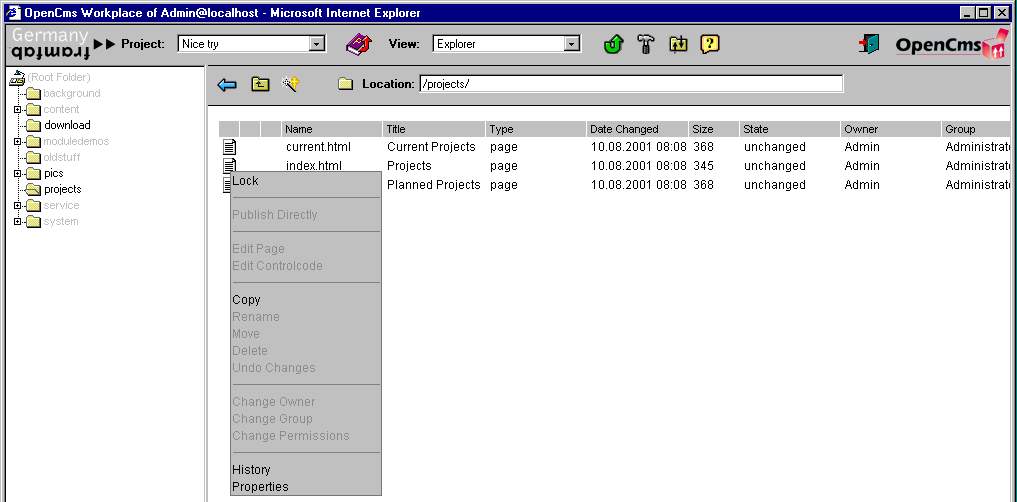 OpenCms Workplace of Admin@localhost - Microsoft Internet Explorer
Germany
framfab
Project: Nice try View: Explorer OpenCms
(Root Folder)
background
content
download
moduledemos
oldstuff
pics
projects
service
system
Location: /projects/
Name Title Type Date Changed Size State Owner Group
current.html Current Projects page 10.08.2001 08:08 368 unchanged Admin Administrat
index.html Projects page 10.08.2001 08:08 345 unchanged Admin Administrat
Planned Projects page 10.08.2001 08:08 368 unchanged Admin Administrat
Lock
Publish Directly
Edit Page
Edit Controlcode
Copy
Rename
Move
Delete
Undo Changes
Change Owner
Change Group
Change Permissions
History
Properties